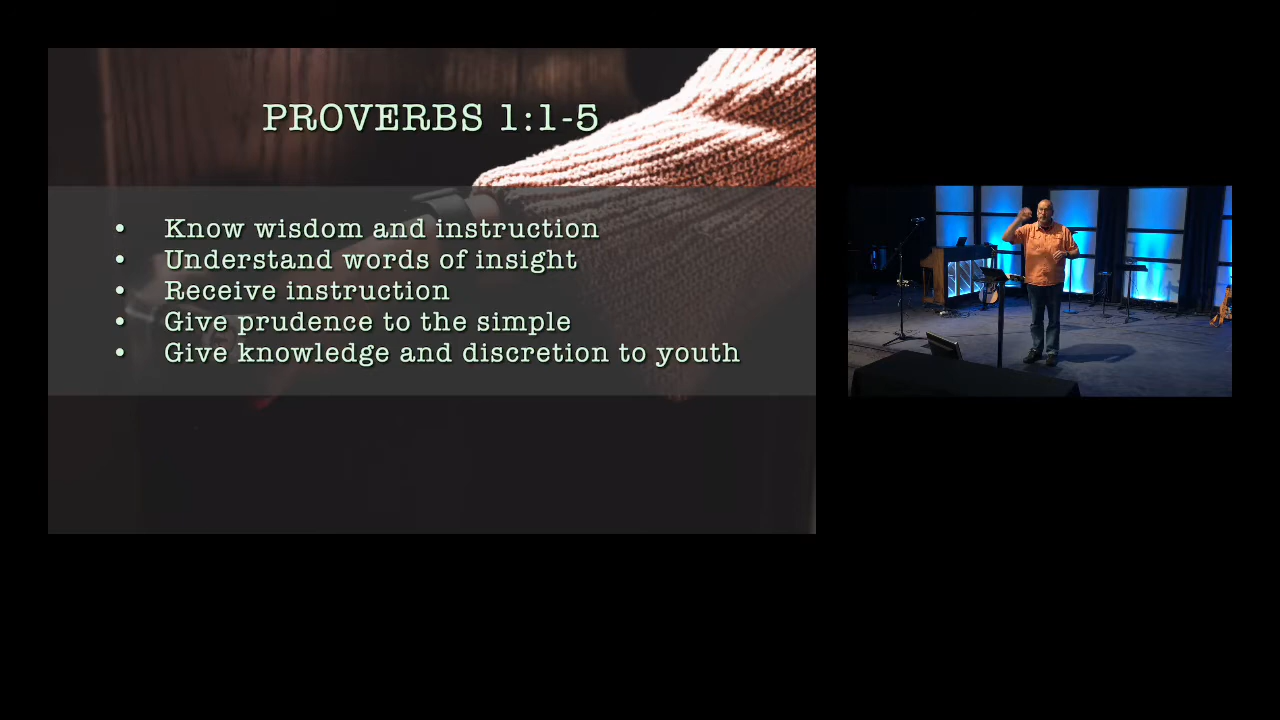 PROVERBS 1:1-5
• Know wisdom and instruction
• Understand words of insight
• Receive instruction
• Give prudence to the simple
• Give knowledge and discretion to youth